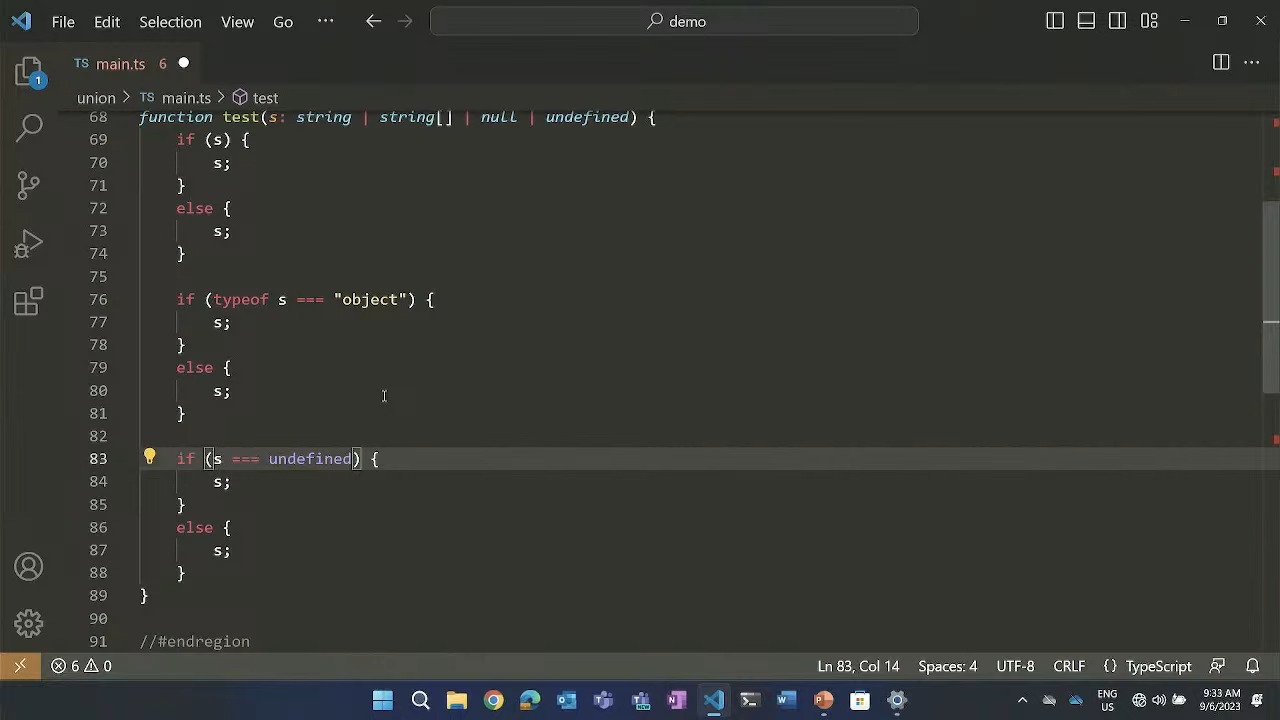 File Edit Selection View Go ··· demo
TS main.ts 6
union > TS main.ts > test
68 function test(s: string | string[] | null | undefined) {
69 if (s) {
70 s;
71 }
72 else {
73 s;
74 }
75
76 if (typeof s === "object") {
77 s;
78 }
79 else {
80 s;
81 }
82
83 if (s === undefined) {
84 s;
85 }
86 else {
87 s;
88 }
89 }
90
91 //#endregion
1
6 0 Ln 83, Col 14 Spaces: 4 UTF-8 CRLF {} TypeScript
ENG 9:33 AM
US 9/6/2023